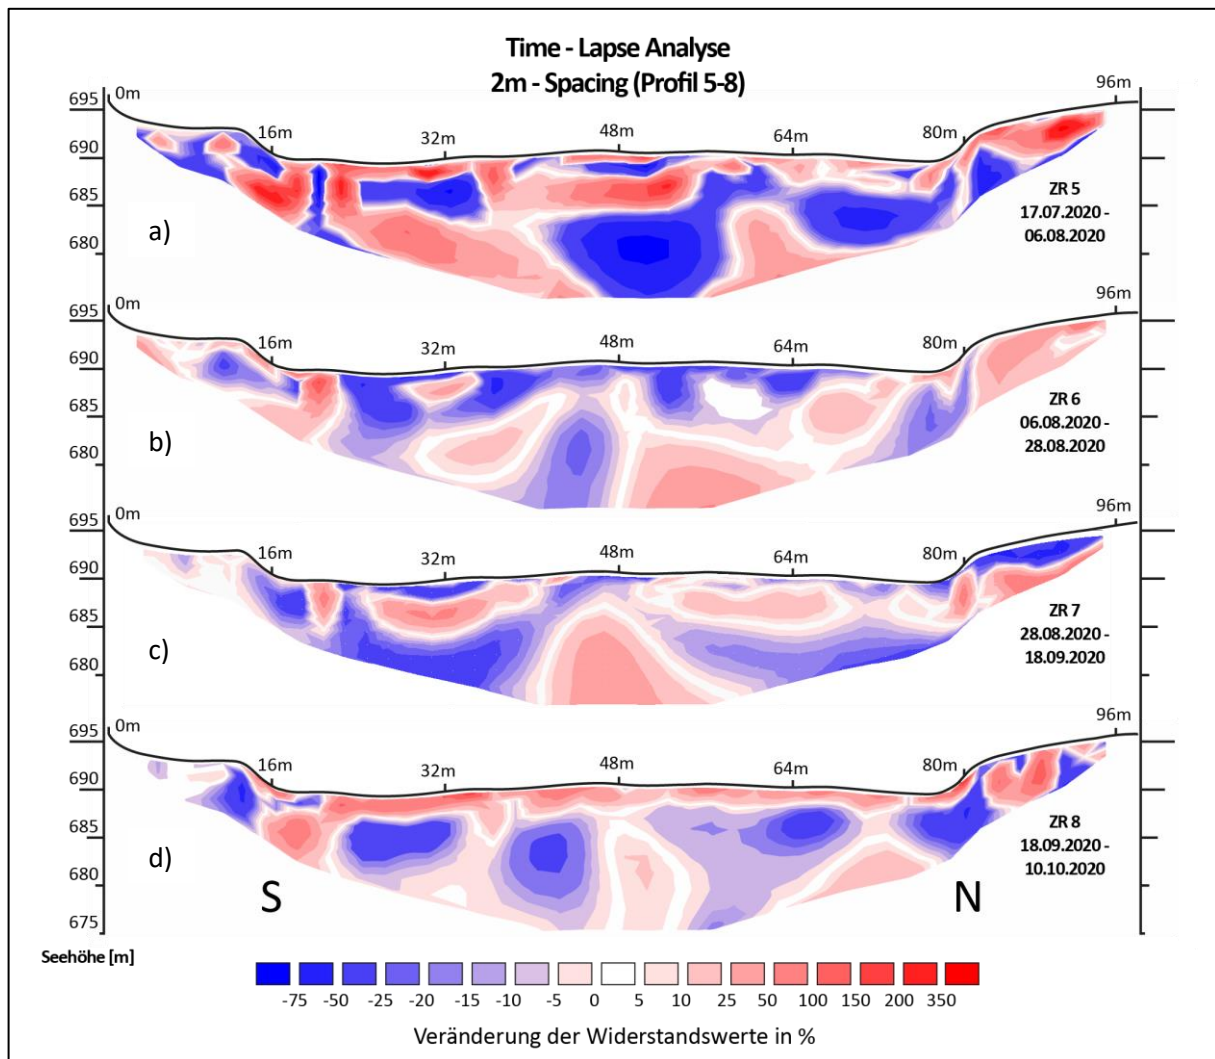 Time - Lapse Analyse
2m - Spacing (Profil 5-8)
0m
96m
695
690
685
680
16m
32m
48m
64m
80m
a)
ZR 5
17.07.2020 -
06.08.2020
0m
96m
695
690
685
680
16m
32m
48m
64m
80m
b)
ZR 6
06.08.2020 -
28.08.2020
0m
96m
695
690
685
680
16m
32m
48m
64m
80m
c)
ZR 7
28.08.2020 -
18.09.2020
0m
96m
695
690
685
680
675
16m
32m
48m
64m
80m
d)
ZR 8
18.09.2020 -
10.10.2020
S
N
Seehöhe [m]
-75 -50 -25 -20 -15 -10 -5 0 5 10 25 50 100 150 200 350
Veränderung der Widerstandswerte in %